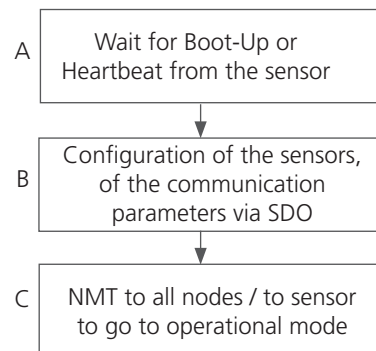 A
Wait for Boot-Up or
Heartbeat from the sensor
B
Configuration of the sensors,
of the communication
parameters via SDO
C
NMT to all nodes / to sensor
to go to operational mode